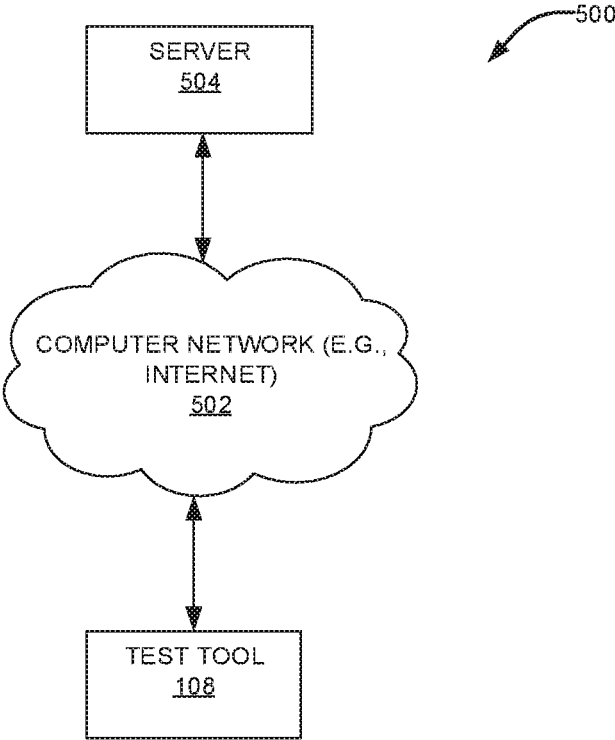 500
SERVER
504
COMPUTER NETWORK (E.G.,
INTERNET)
502
TEST TOOL
108